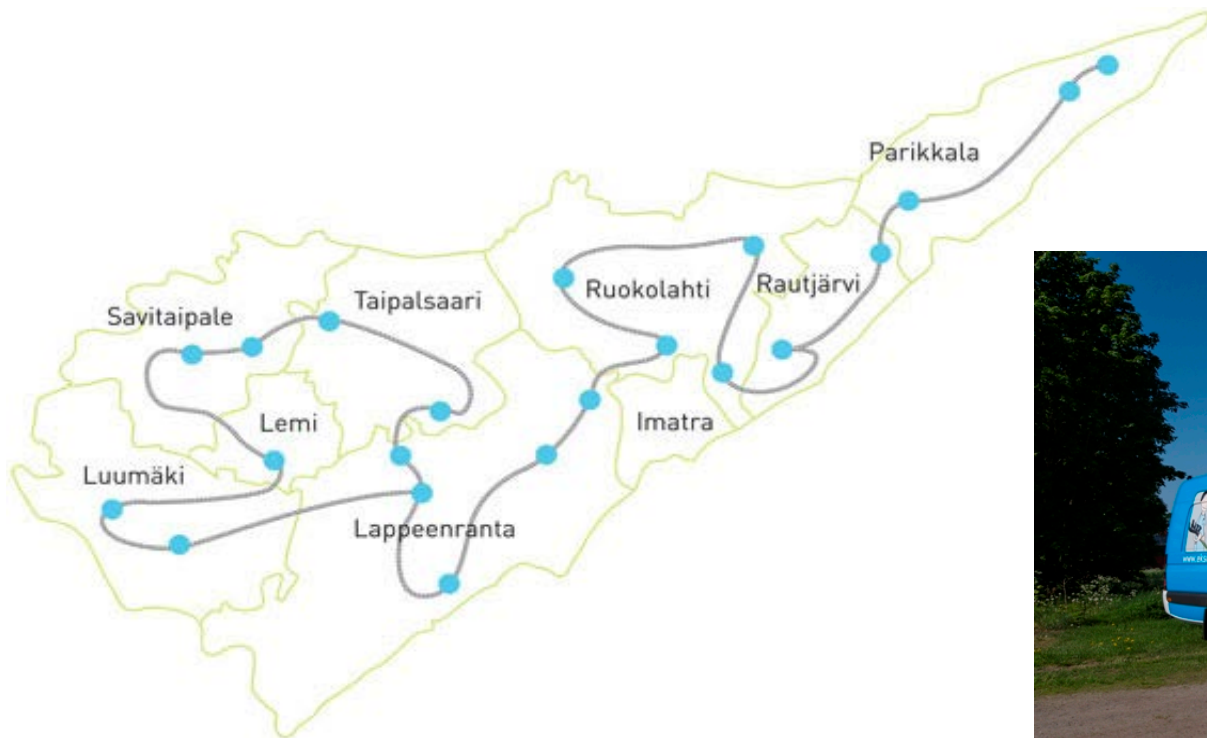 Parikkala
Rautjärvi
Ruokolahti
Taipalsaari
Savitaipale
Imatra
Lemi
Luumäki
Lappeenranta